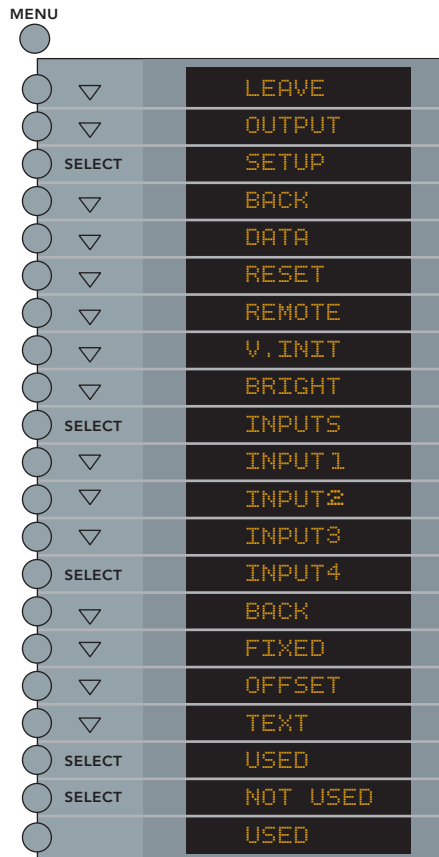 MENU
LEAVE
OUTPUT
SELECT SETUP
BACK
DATA
RESET
REMOTE
V.INIT
BRIGHT
SELECT INPUTS
INPUT1
INPUT2
INPUT3
SELECT INPUT4
BACK
FIXED
OFFSET
TEXT
SELECT USED
SELECT NOT USED
USED